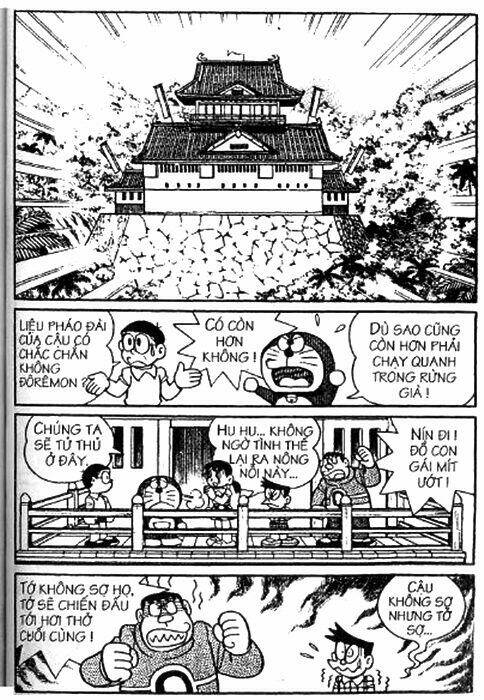 LIỆU PHÁO ĐÀI
CỦA CẬU CÓ
CHẮC CHẮN
KHÔNG
ĐÔRÊMON ?
CÓ CÒN
HƠN
KHÔNG !
DÙ SAO CŨNG
CÒN HƠN PHẢI
CHẠY QUANH
TRONG RỪNG
GIÀ !
CHÚNG TA
SẼ TỬ THỦ
Ở ĐÂY.
HU HU... KHÔNG
NGỜ TÌNH THẾ
LẠI RA NÔNG
NỖI NÀY...
NÍN ĐI !
ĐỒ CON
GÁI MÍT
ƯỚT !
TỚ KHÔNG SỢ HỌ,
TỚ SẼ CHIẾN ĐẤU
TỚI HƠI THỞ
CUỐI CÙNG !
CẬU
KHÔNG SỢ
NHƯNG TỚ
SỢ...